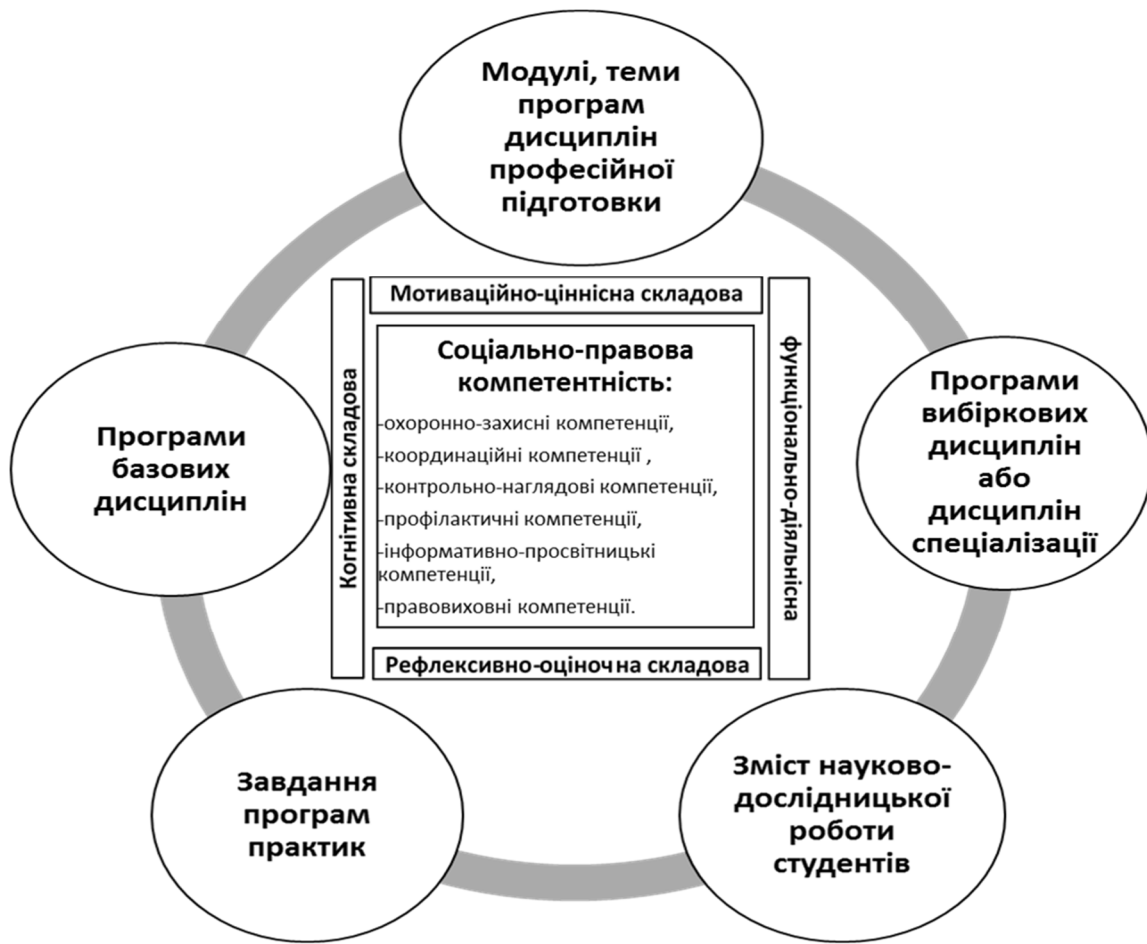 Модулі, теми
програм
дисциплін
професійної
підготовки
Мотиваційно-ціннісна складова
Когнітивна складова
Соціально-правова
компетентність:
-охоронно-захисні компетенції,
-координаційні компетенції ,
-контрольно-наглядові компетенції,
-профілактичні компетенції,
-інформативно-просвітницькі
компетенції,
-правовиховні компетенції.
функціонально-діяльнісна
Рефлексивно-оціночна складова
Програми
базових
дисциплін
Програми
вибіркових
дисциплін
або
дисциплін
спеціалізації
Завдання
програм
практик
Зміст науково-
дослідницької
роботи
студентів